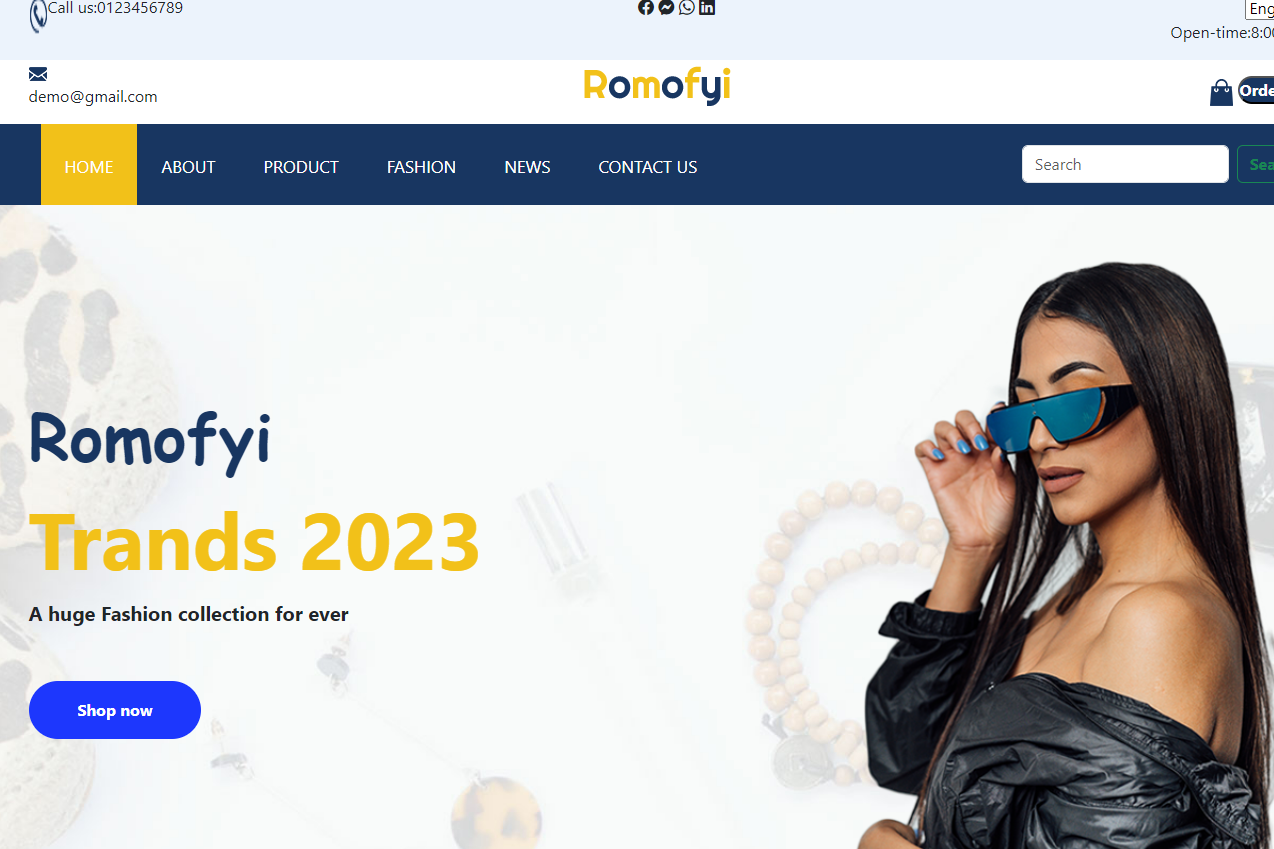 Call us:0123456789
Eng
Open-time:8:00
demo@gmail.com
Romofyi
Orde
HOME ABOUT PRODUCT FASHION NEWS CONTACT US
Search
Sea
Romofyi
Trands 2023
A huge Fashion collection for ever
Shop now